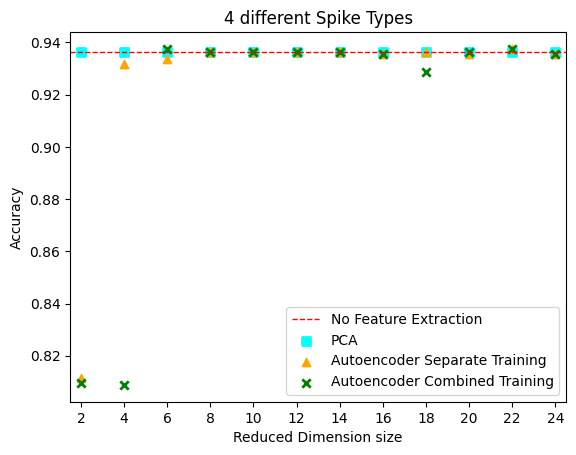 4 different Spike Types
0.94
0.92
0.90
0.88
0.86
0.84
0.82
Accuracy
No Feature Extraction
PCA
Autoencoder Separate Training
Autoencoder Combined Training
2 4 6 8 10 12 14 16 18 20 22 24
Reduced Dimension size